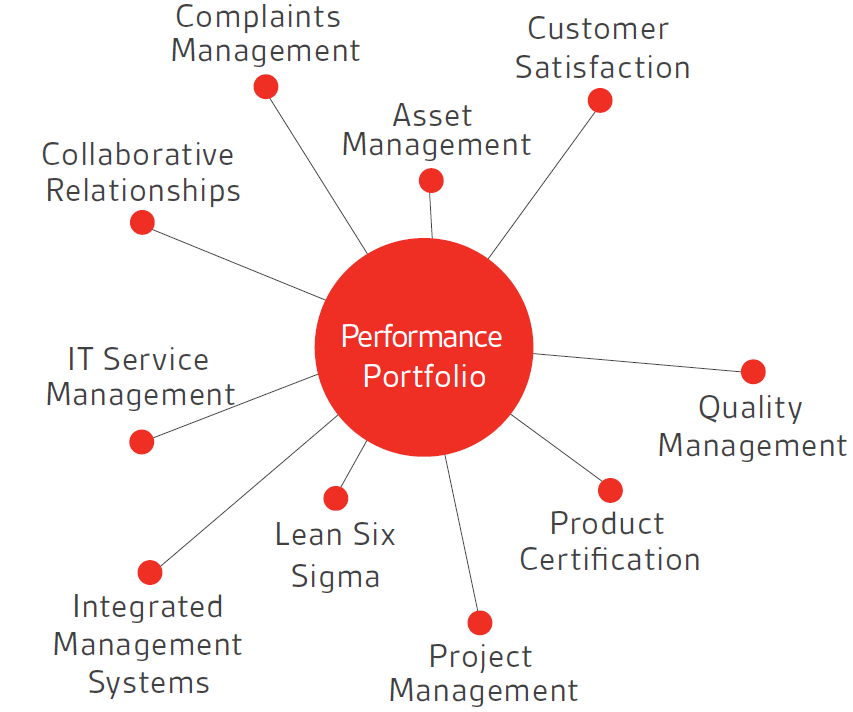 Complaints
Management
Customer
Satisfaction
Asset
Management
Collaborative
Relationships
Performance
Portfolio
IT Service
Management
Quality
Management
Lean Six
Sigma
Product
Certification
Integrated
Management
Systems
Project
Management